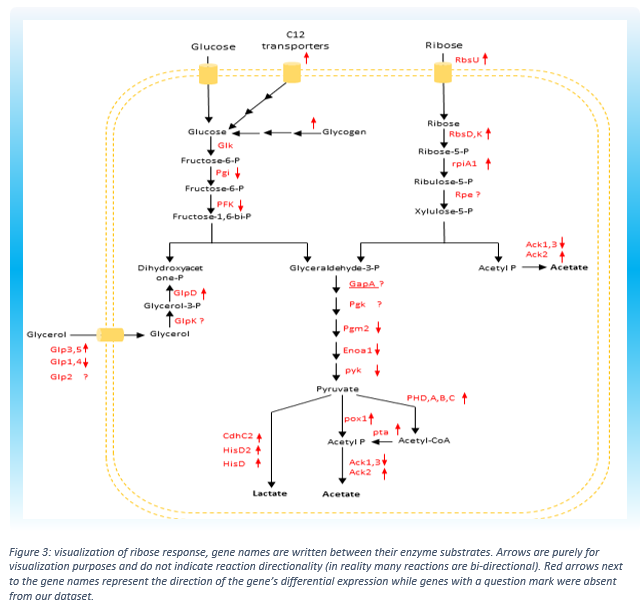 Glucose
C12
transporters
Ribose
RbsU
Glucose
Glycogen
Glk
Fructose-6-P
Pgi
Fructose-6-P
PFK
Fructose-1,6-bi-P
Ribose
RbsD,K
Ribose-5-P
rpiA1
Ribulose-5-P
Rpe ?
Xylulose-5-P
Dihydroxyacet
one-P
GlpD
Glycerol-3-P
GlpK ?
Glycerol
Glycerol
Glp3,5
Glp1,4
Glp2 ?
Glyceraldehyde-3-P
GapA ?
Pgk ?
Pgm2
Enoa1
pyk
Pyruvate
Acetyl P
Ack1,3
Ack2
Acetate
PHD,A,B,C
pox1
pta
Acetyl P
Acetyl-CoA
CdhC2
HisD2
HisD
Ack1,3
Ack2
Lactate
Acetate
Figure 3: visualization of ribose response, gene names are written between their enzyme substrates. Arrows are purely for
visualization purposes and do not indicate reaction directionality (in reality many reactions are bi-directional). Red arrows next
to the gene names represent the direction of the gene's differential expression while genes with a question mark were absent
from our dataset.